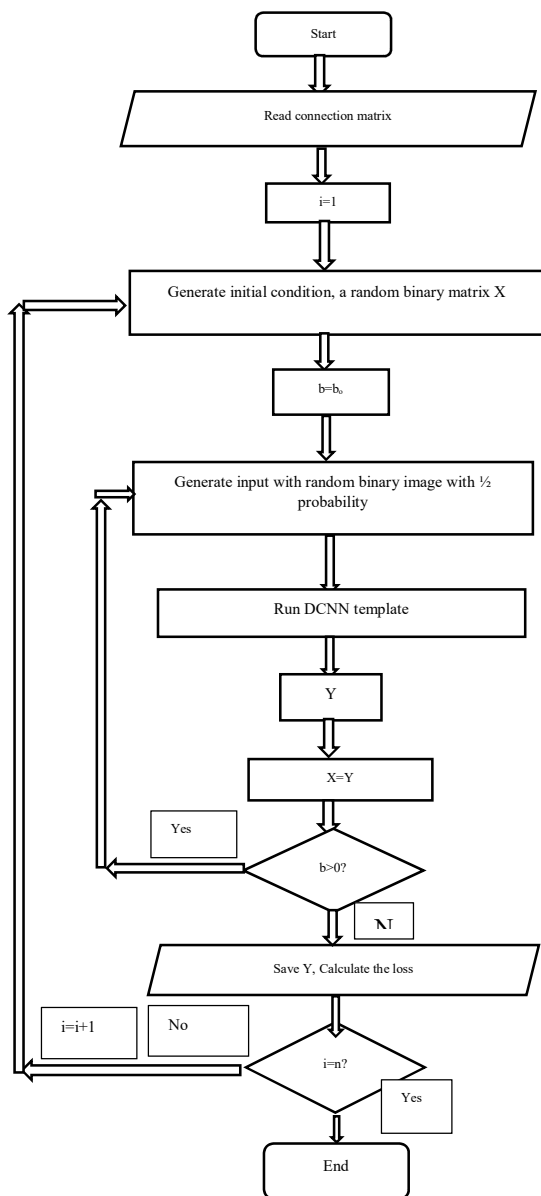 Start
Read connection matrix
i=1
Generate initial condition, a random binary matrix X
b=bₒ
Generate input with random binary image with ½
probability
Run DCNN template
Y
X=Y
Yes
b>0?
N
Save Y, Calculate the loss
i=i+1
No
i=n?
Yes
End